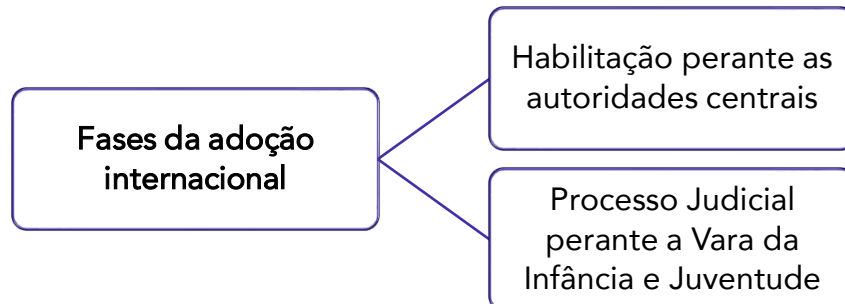 Fases da adoção
internacional
Habilitação perante as
autoridades centrais
Processo Judicial
perante a Vara da
Infância e Juventude